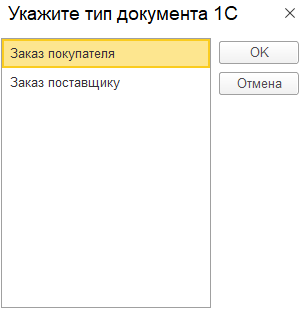 Укажите тип документа 1С
Заказ покупателя
OK
Заказ поставщику
Отмена